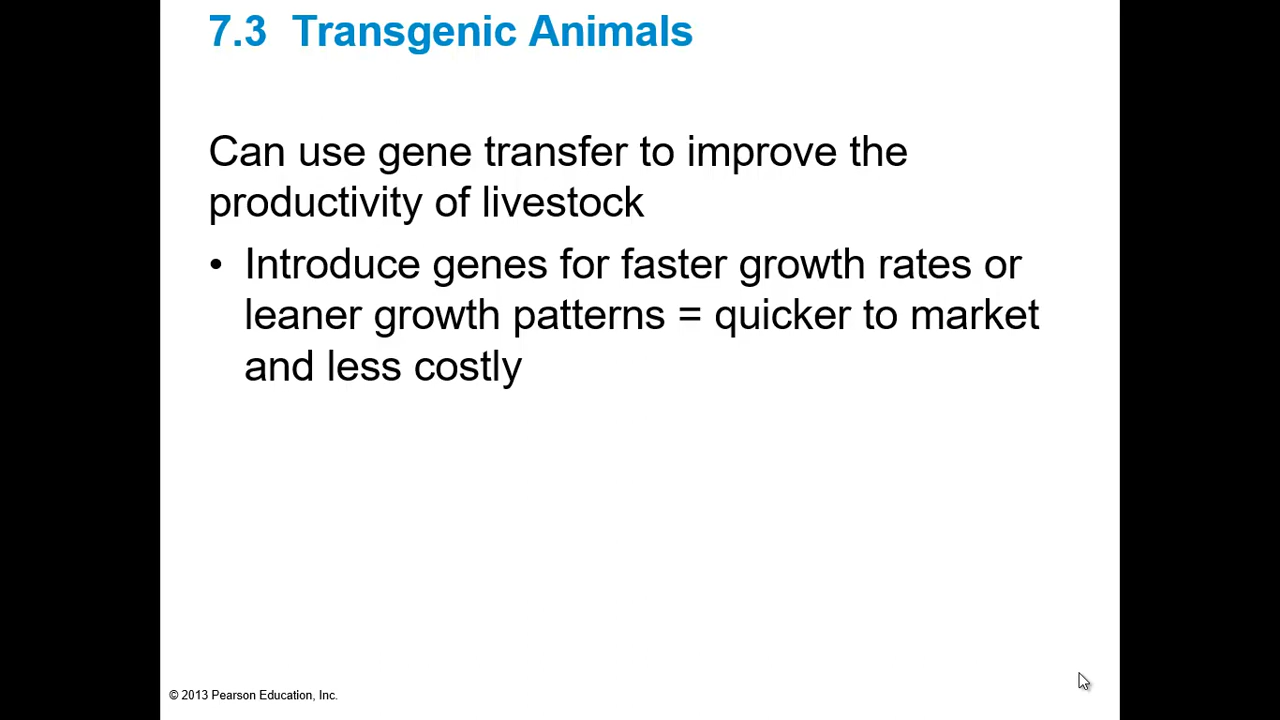 7.3 Transgenic Animals
Can use gene transfer to improve the
productivity of livestock
• Introduce genes for faster growth rates or
leaner growth patterns = quicker to market
and less costly
© 2013 Pearson Education, Inc.